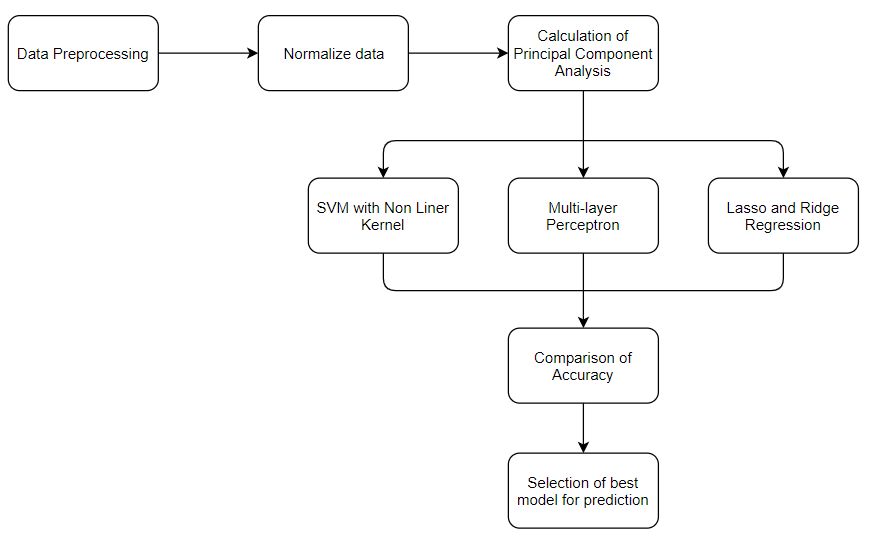 Data Preprocessing
Normalize data
Calculation of
Principal Component
Analysis
SVM with Non Liner
Kernel
Multi-layer
Perceptron
Lasso and Ridge
Regression
Comparison of
Accuracy
Selection of best
model for prediction